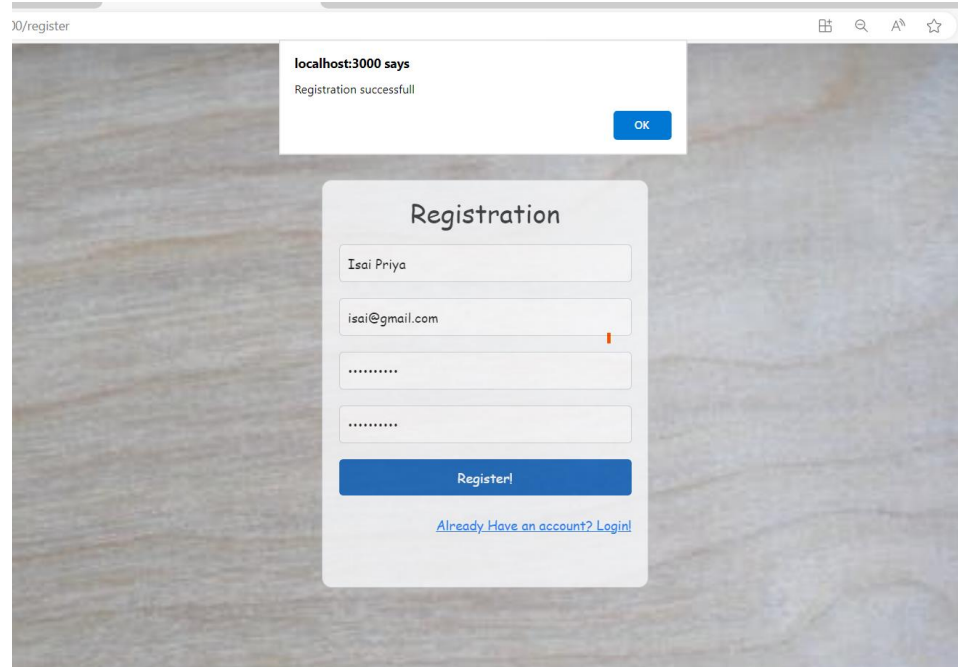 00/register
localhost:3000 says
Registration successfull
OK
Registration
Isai Priya
isai@gmail.com
••••••••••
••••••••••
Register!
Already Have an account? Login!